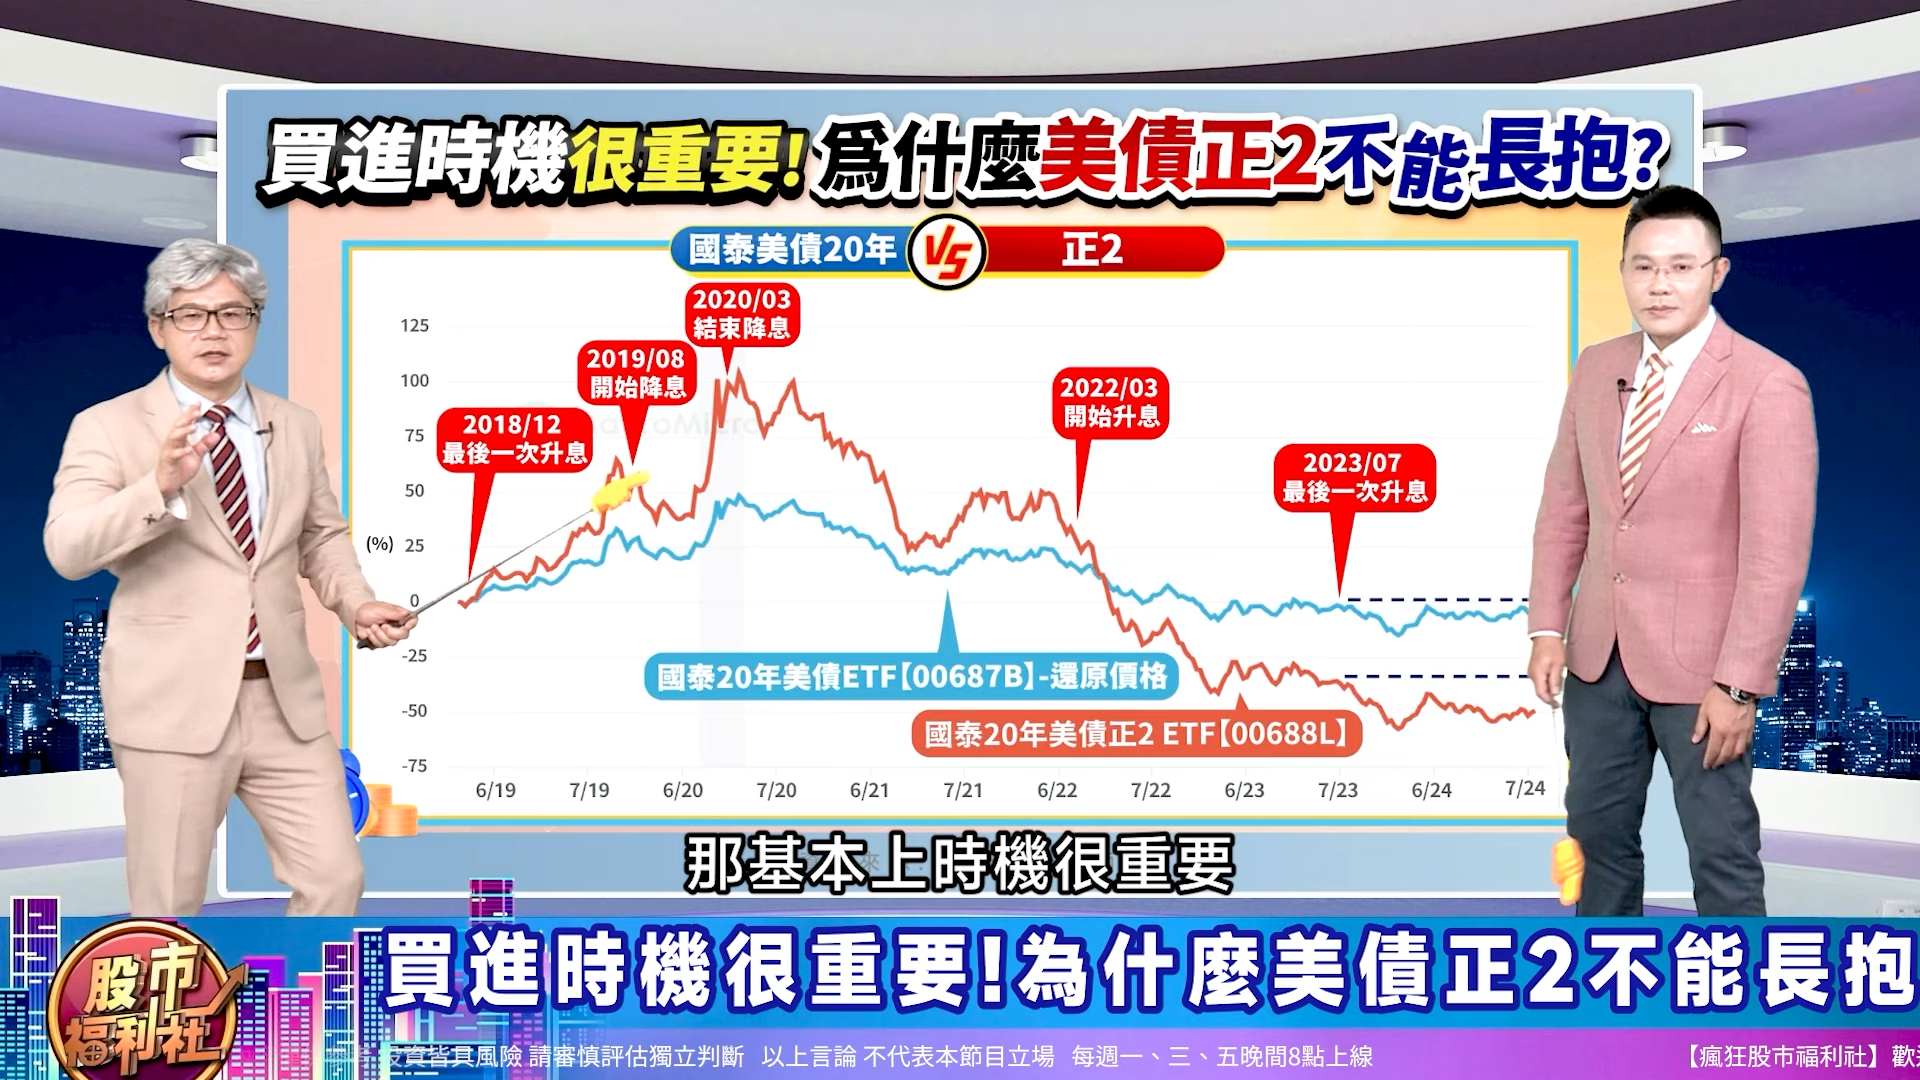 買進時機很重要!為什麼美債正2不能長抱?
國泰美債20年 VS 正2
2020/03
結束降息
2019/08
開始降息
2018/12
最後一次升息
2022/03
開始升息
2023/07
最後一次升息
125
100
75
50
(%) 25
0
-25
-50
-75
國泰20年美債ETF【00687B】-還原價格
國泰20年美債正2 ETF【00688L】
6/19 7/19 6/20 7/20 6/21 7/21 6/22 7/22 6/23 7/23 6/24 7/24
那基本上時機很重要
買進時機很重要!為什麼美債正2不能長抱
股市
福利社
投資皆具風險 請審慎評估獨立判斷 以上言論 不代表本節目立場 每週一、三、五晚間8點上線
【瘋狂股市福利社】歡